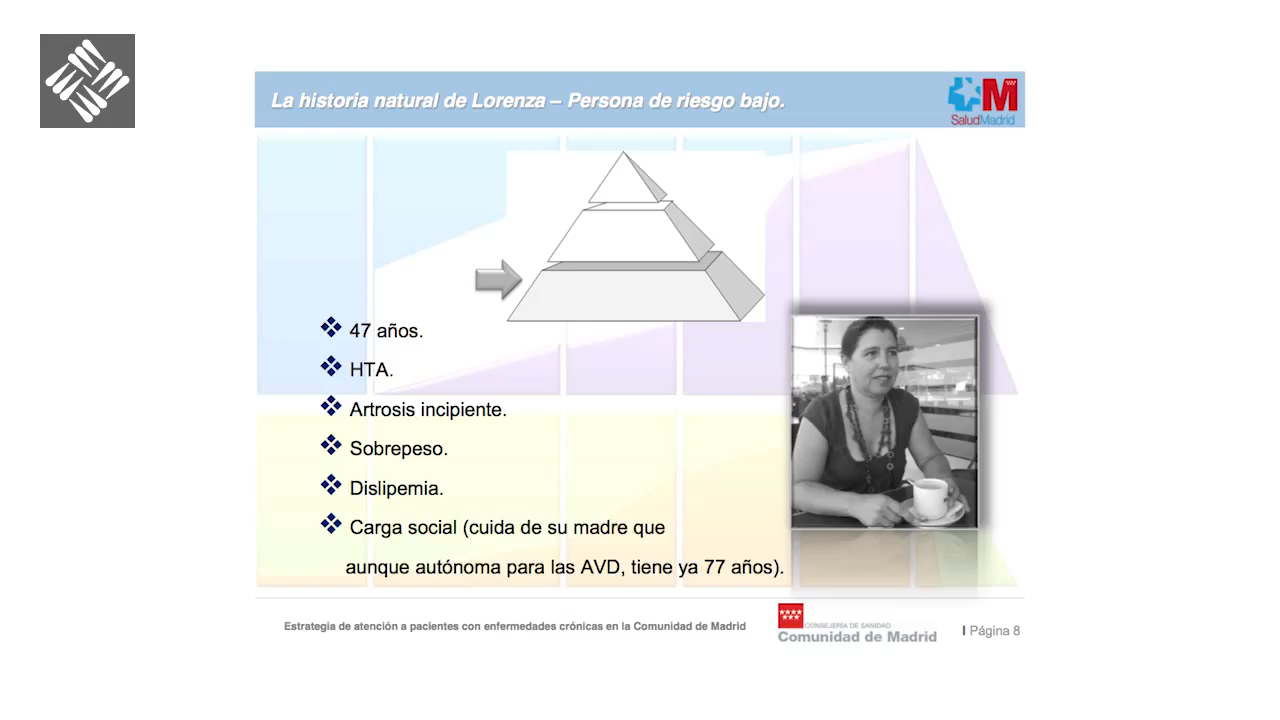 La historia natural de Lorenza – Persona de riesgo bajo.
M
SaludMadrid
47 años.
HTA.
Artrosis incipiente.
Sobrepeso.
Dislipemia.
Carga social (cuida de su madre que
aunque autónoma para las AVD, tiene ya 77 años).
Estrategia de atención a pacientes con enfermedades crónicas en la Comunidad de Madrid
CONSEJERÍA DE SANIDAD
Comunidad de Madrid
I Página 8